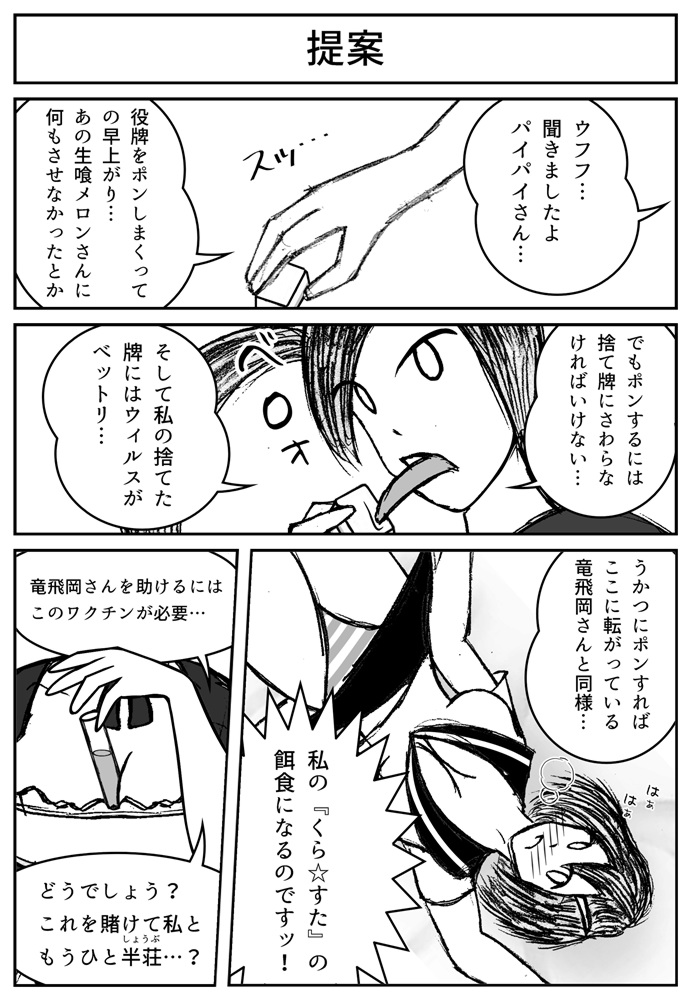 提案
ウフフ…
聞きましたよ
パイパイさん…
スッ…
役牌をポンしまくって
の早上がり…
あの生喰メロンさんに
何もさせなかったとか
でもポンするには
捨て牌にさわらな
ければいけない…
ベロォ
そして私の捨てた
牌にはウイルスが
ベットリ…
うかつにポンすれば
ここに転がっている
竜飛岡さんと同様…
はぁ
はぁ
私の『くら☆すた』の
餌食になるのですッ!
竜飛岡さんを助けるには
このワクチンが必要…
どうでしょう?
これを賭けて私と
もうひと半荘…?
しょうぶ